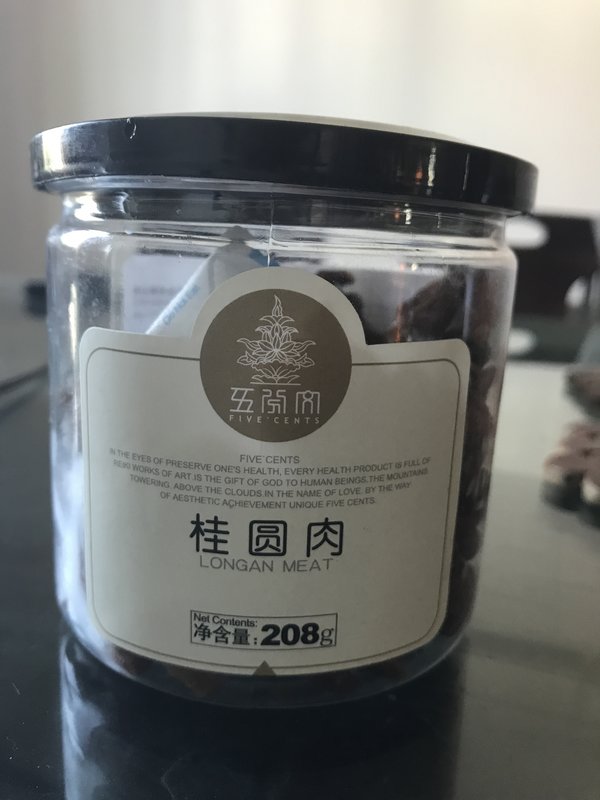 五分文
FIVE CENTS
FIVE CENTS
IN THE EYES OF PRESERVE ONE'S HEALTH, EVERY HEALTH PRODUCT IS FULL OF
REI90 WORKS OF ART IS THE GIFT OF GOD TO HUMAN BEINGS.THE MOUNTAINS
TOWERING. ABOVE THE CLOUDS IN THE NAME OF LOVE. BY THE WAY
OF AESTHETIC ACHIEVEMENT UNIQUE FIVE CENTS.
桂圆肉
LONGAN MEAT
Net Contents:
净含量：208g